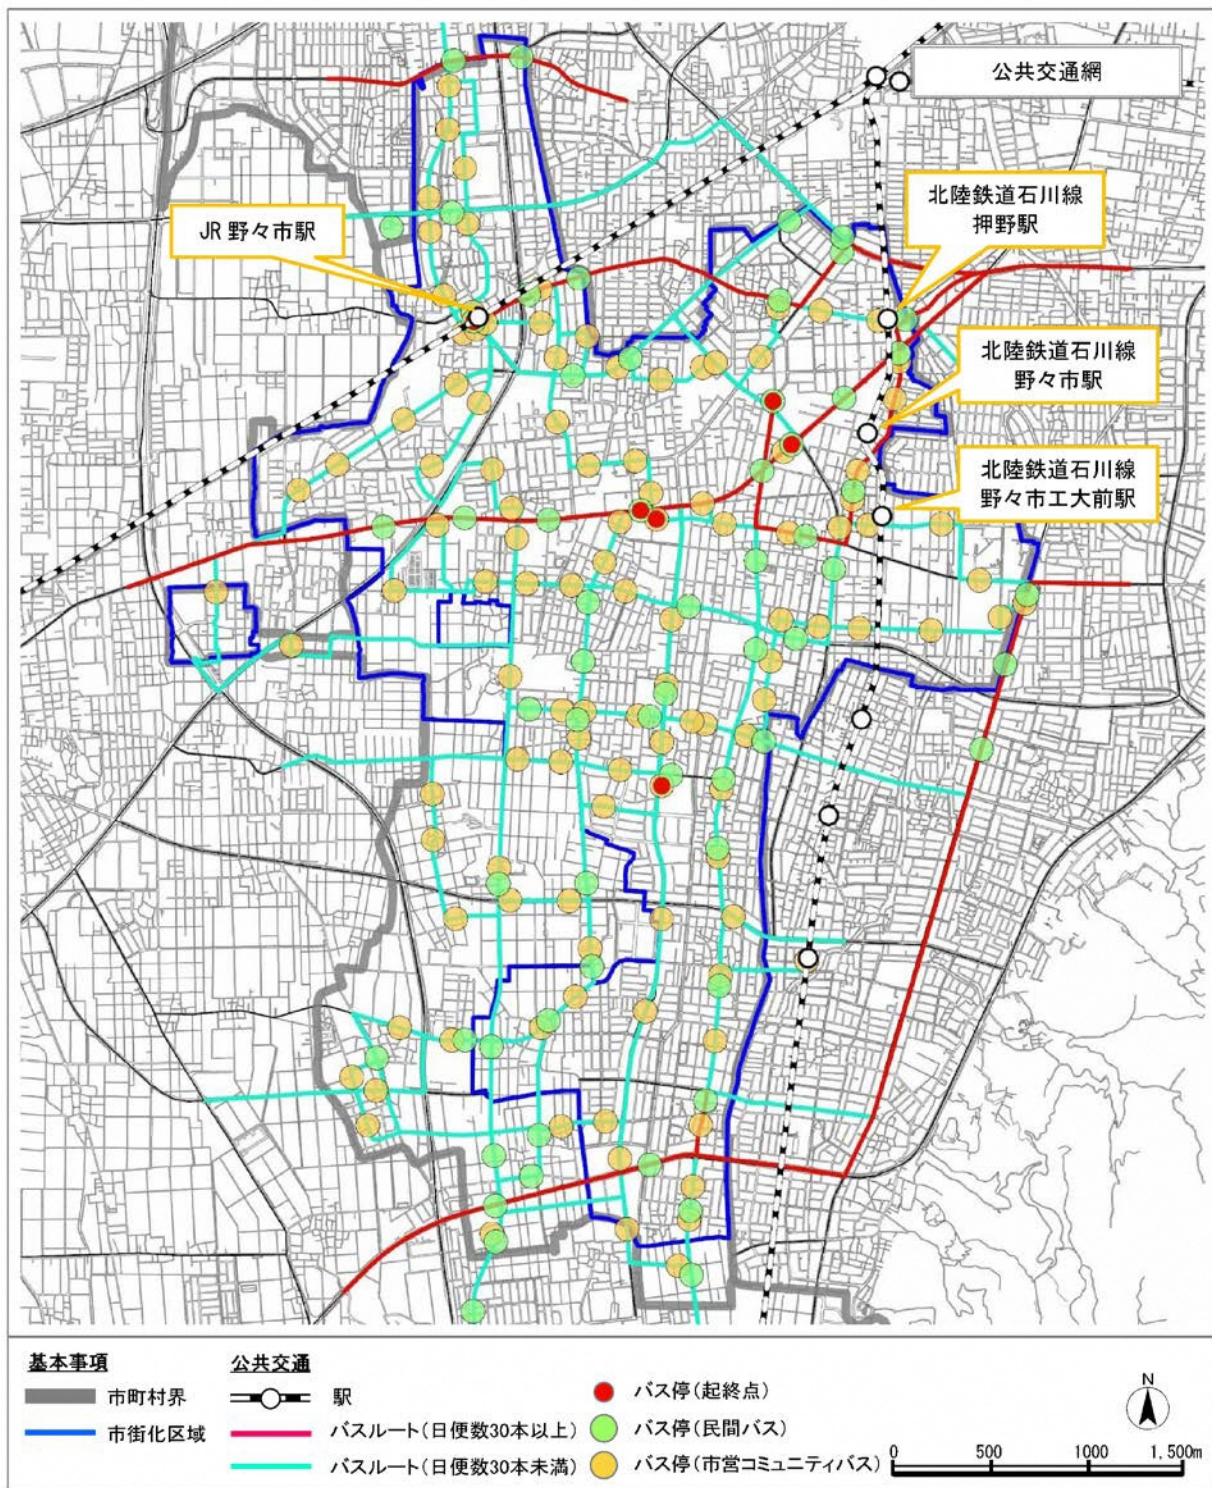 公共交通網
北陸鉄道石川線
押野駅
JR 野々市駅
北陸鉄道石川線
野々市駅
北陸鉄道石川線
野々市工大前駅
基本事項
市町村界
市街化区域
公共交通
駅
バスルート（日便数30本以上）
バスルート（日便数30本未満）
バス停（起終点）
バス停（民間バス）
バス停（市営コミュニティバス）
N
0 500 1000 1,500m